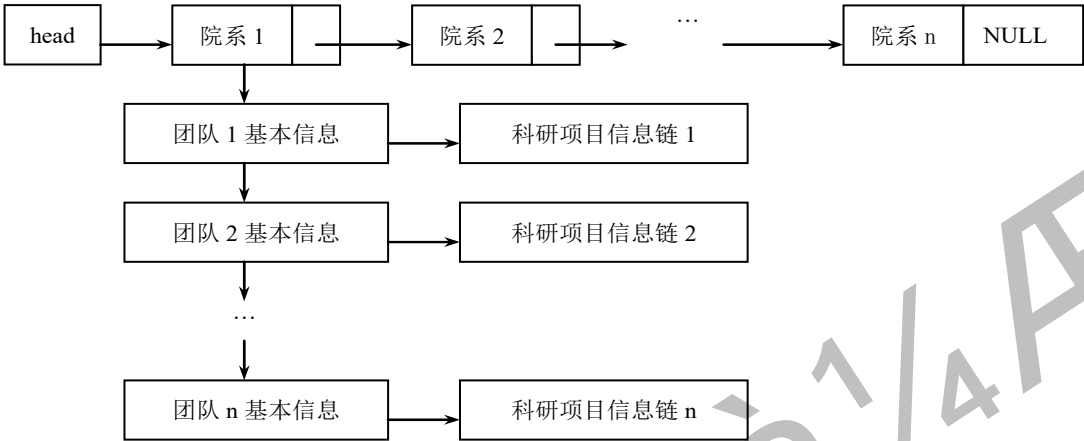 head 院系 1 院系 2 … 院系 n NULL
团队 1 基本信息 科研项目信息链 1
团队 2 基本信息 科研项目信息链 2
…
团队 n 基本信息 科研项目信息链 n